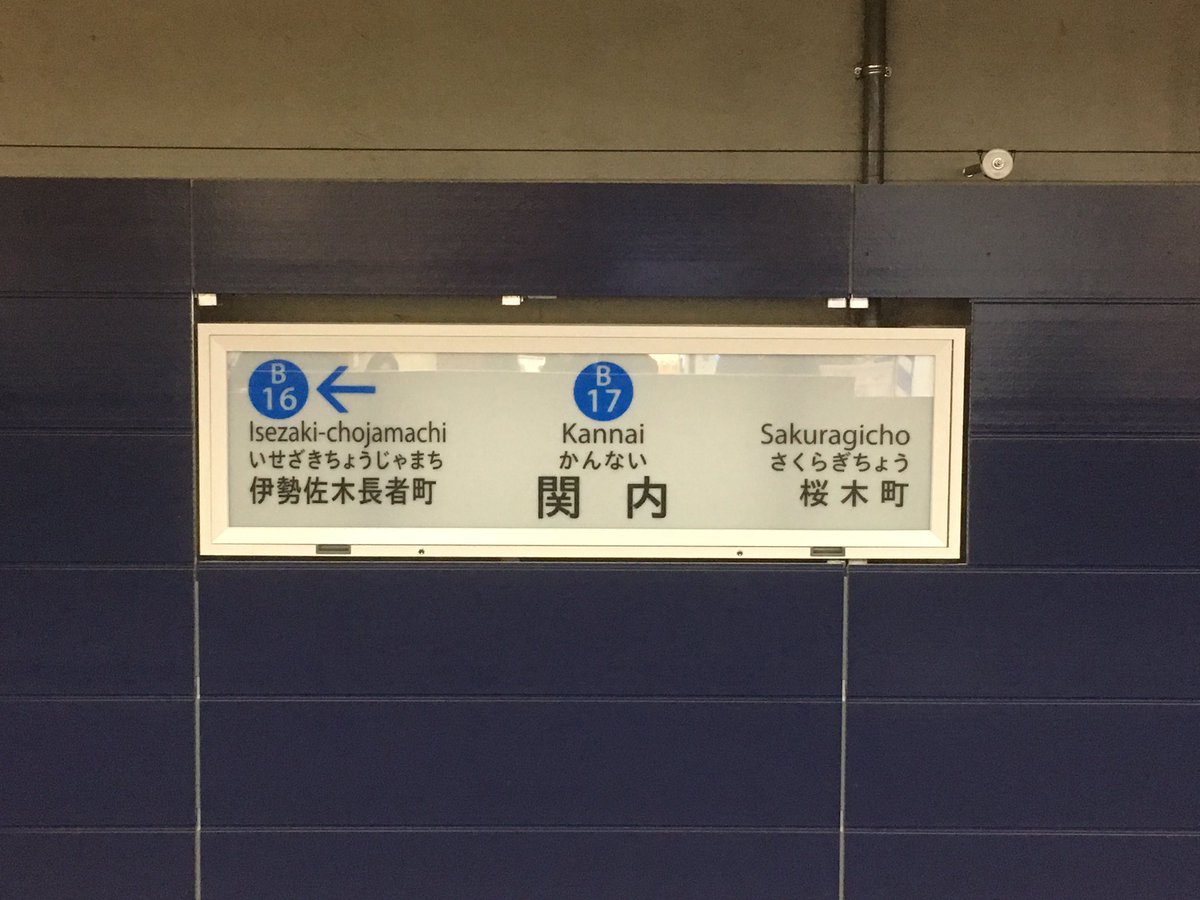 B
16
←
Isezaki-chojamachi
いせざきちょうじゃまち
伊勢佐木長者町
B
17
Kannai
かんない
関内
Sakuragicho
さくらぎちょう
桜木町